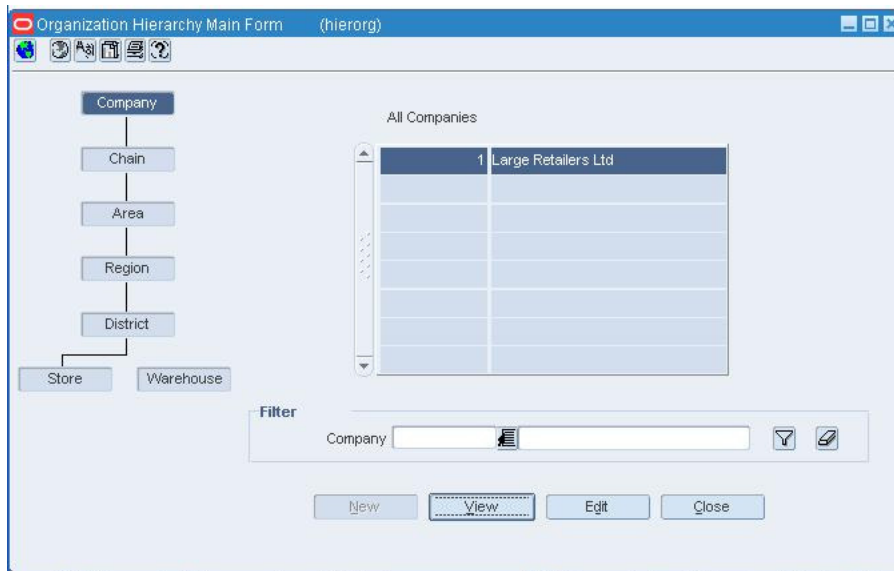 Organization Hierarchy Main Form (hierorg)
Company
All Companies
Chain
1 Large Retailers Ltd
Area
Region
District
Store Warehouse
Filter
Company
New View Edit Close